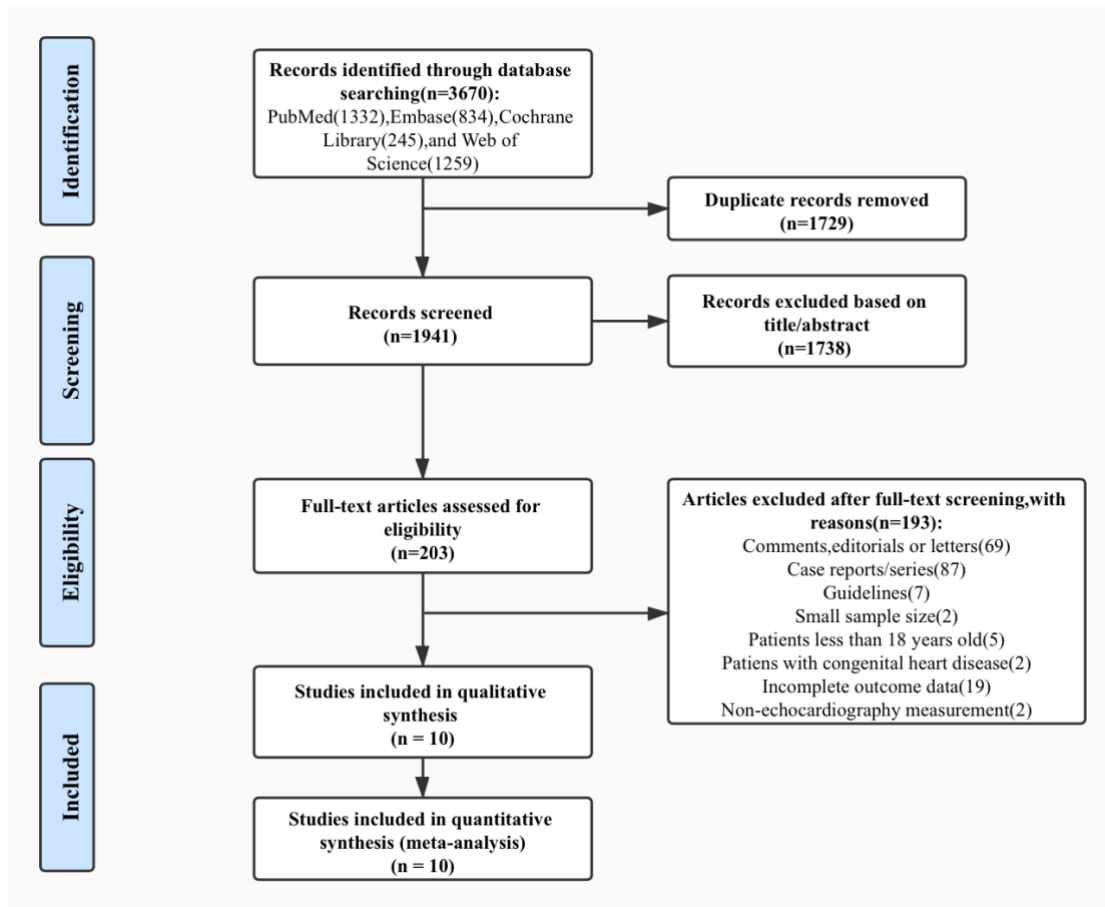 Identification
Records identified through database
searching(n=3670):
PubMed(1332),Embase(834),Cochrane
Library(245),and Web of
Science(1259)
Duplicate records removed
(n=1729)
Screening
Records screened
(n=1941)
Records excluded based on
title/abstract
(n=1738)
Eligibility
Full-text articles assessed for
eligibility
(n=203)
Articles excluded after full-text screening,with
reasons(n=193):
Comments,editorials or letters(69)
Case reports/series(87)
Guidelines(7)
Small sample size(2)
Patients less than 18 years old(5)
Patiens with congenital heart disease(2)
Incomplete outcome data(19)
Non-echocardiography measurement(2)
Included
Studies included in qualitative
synthesis
(n = 10)
Studies included in quantitative
synthesis (meta-analysis)
(n = 10)